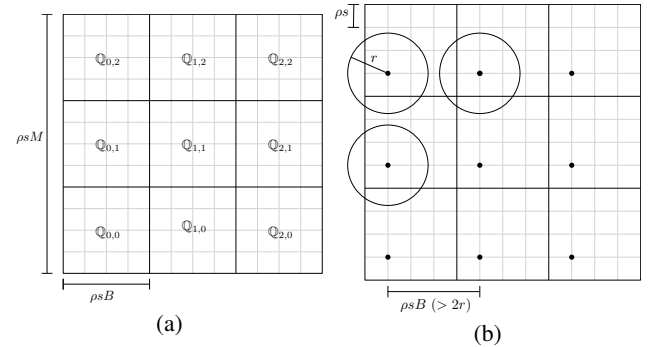 ℚ₀,₂ ℚ₁,₂ ℚ₂,₂
ρsM
ℚ₀,₁ ℚ₁,₁ ℚ₂,₁
ℚ₀,₀ ℚ₁,₀ ℚ₂,₀
ρsB
(a)
ρs
r
ρsB (> 2r)
(b)